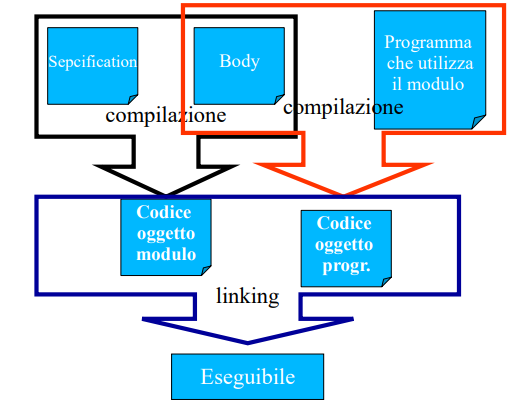 Sepcification
Body
Programma
che utilizza
il modulo
compilazione
compilazione
Codice
oggetto
modulo
Codice
oggetto
progr.
linking
Eseguibile